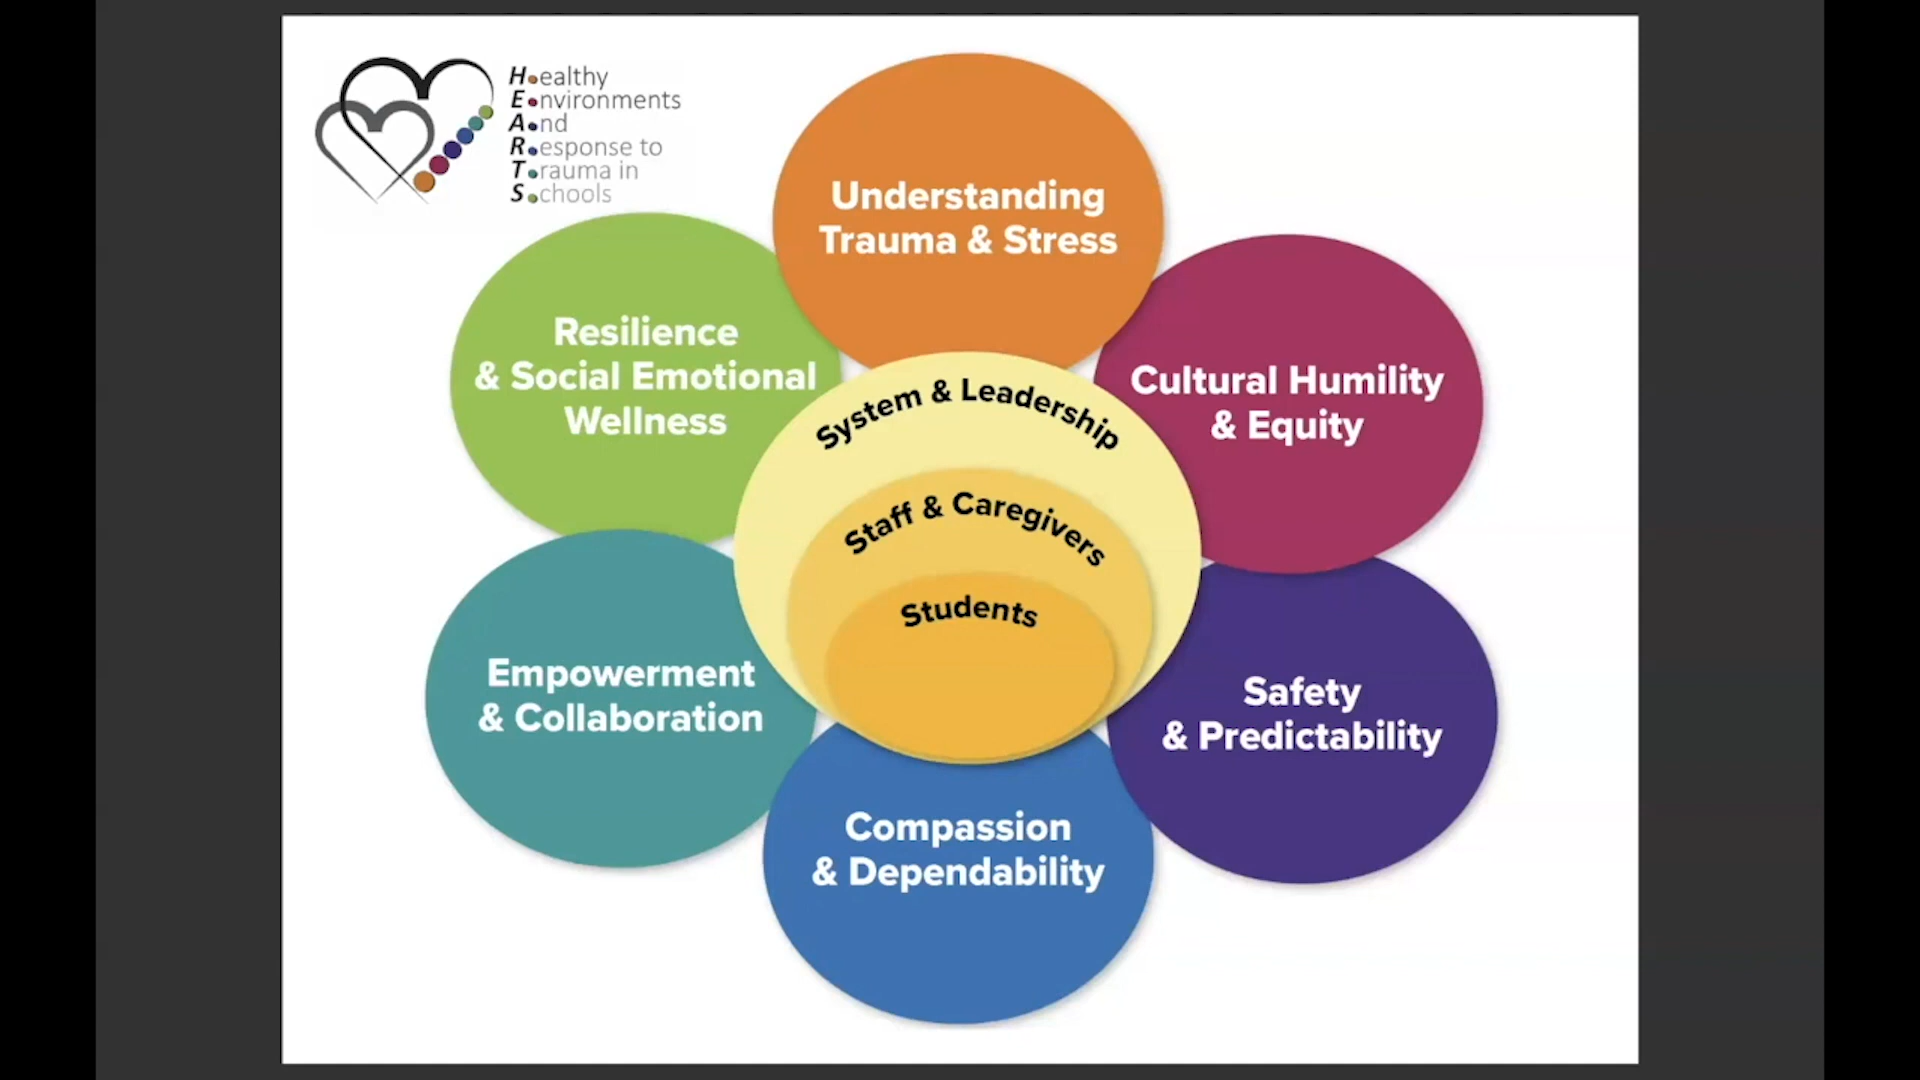 Healthy
Environments
And
Response to
Trauma in
Schools
Understanding
Trauma & Stress
Resilience
& Social Emotional
Wellness
Cultural Humility
& Equity
System & Leadership
Staff & Caregivers
Students
Empowerment
& Collaboration
Safety
& Predictability
Compassion
& Dependability